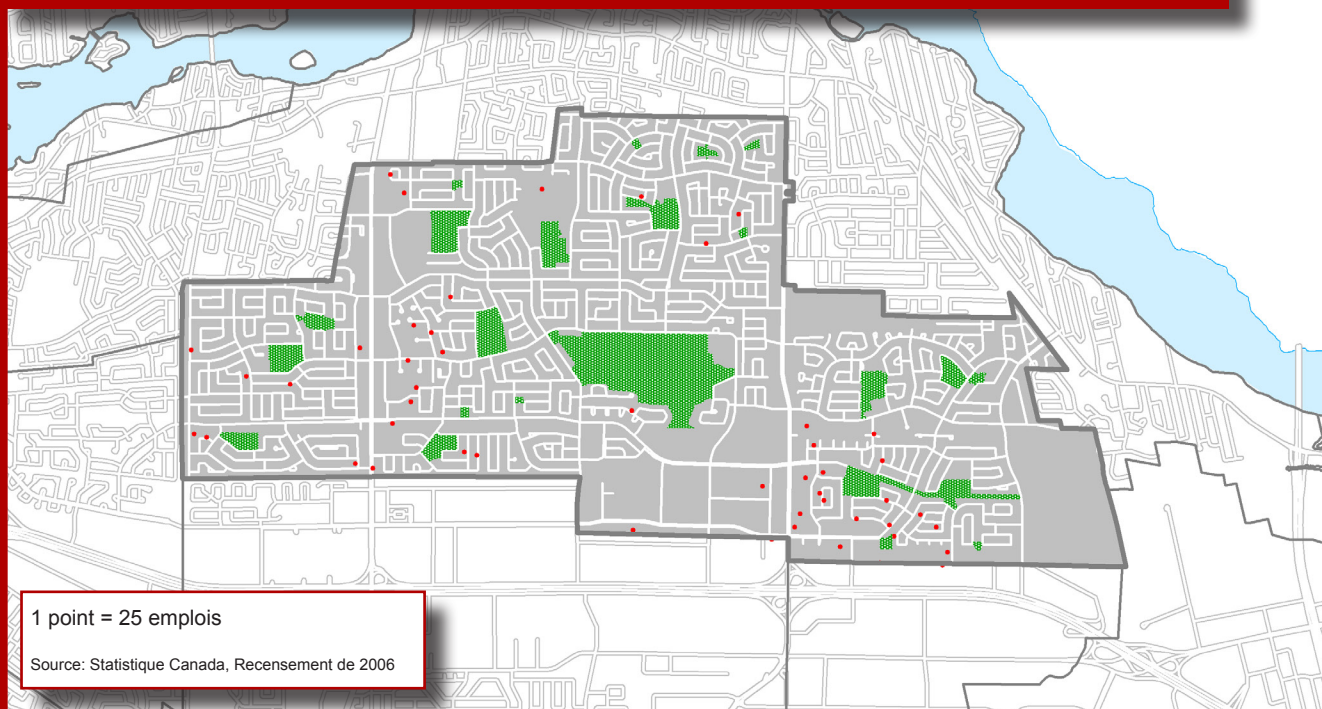 1 point = 25 emplois
Source: Statistique Canada, Recensement de 2006